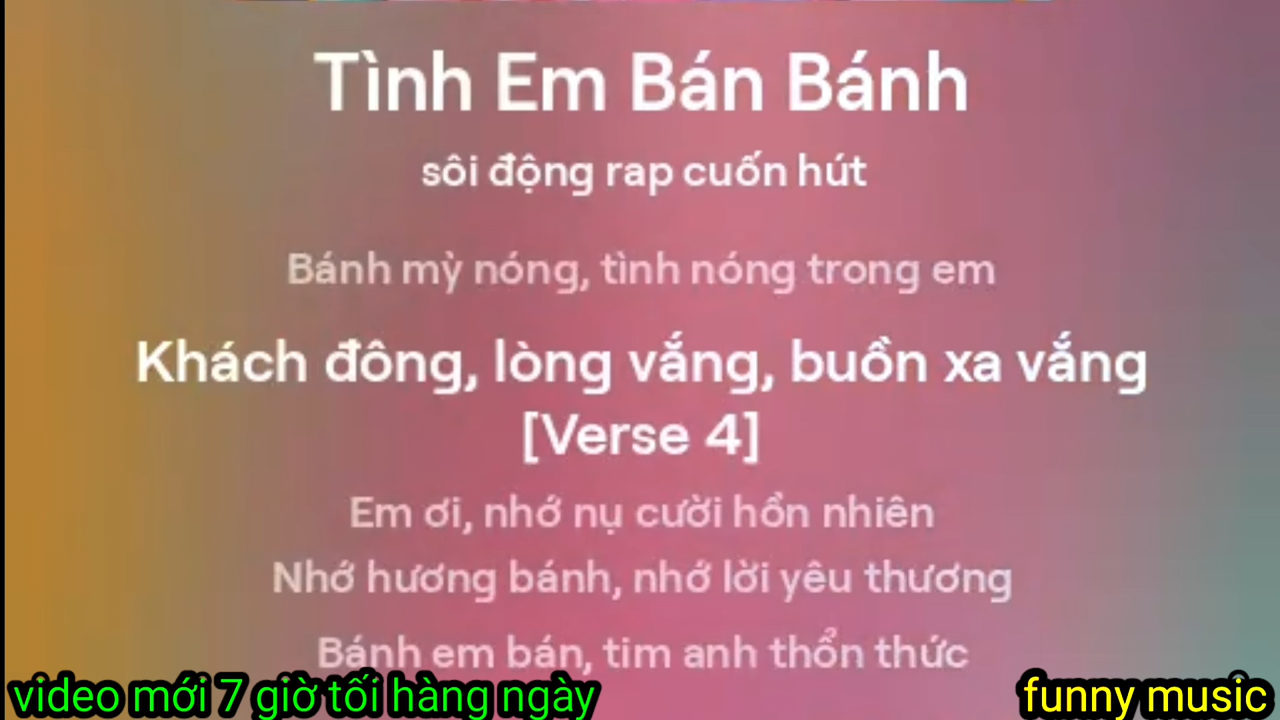 Tình Em Bán Bánh
sôi động rap cuốn hút
Bánh mỳ nóng, tình nóng trong em
Khách đông, lòng vắng, buồn xa vắng
[Verse 4]
Em ơi, nhớ nụ cười hồn nhiên
Nhớ hương bánh, nhớ lời yêu thương
Bánh em bán, tim anh thổn thức
video mới 7 giờ tối hàng ngày
funny music